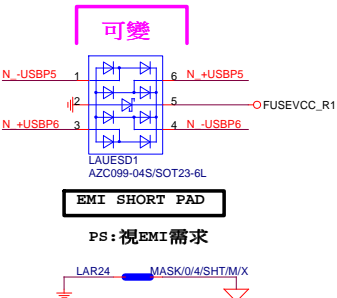 可變
N_-USBP5 1 6 N_+USBP5
2 5 FUSEVCC_R1
N_+USBP6 3 4 N_-USBP6
LAUESD1
AZC099-04S/SOT23-6L
EMI SHORT PAD
PS:視EMI需求
LAR24 MASK/0/4/SHT/M/X